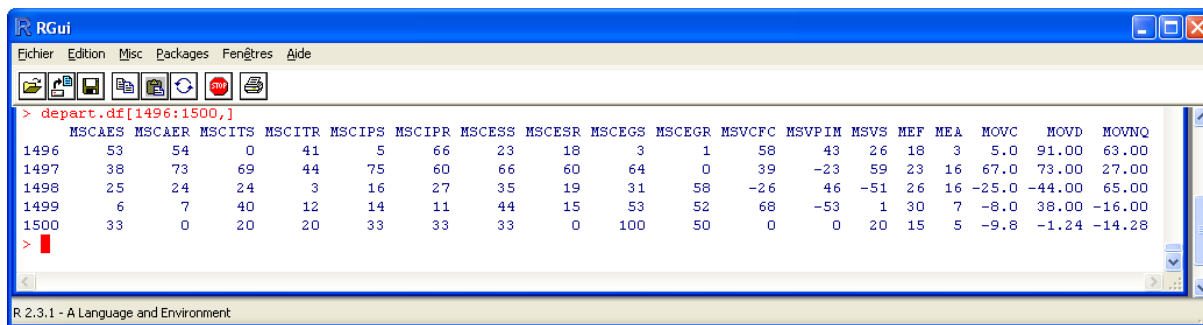 RGui
Fichier Edition Misc Packages Fenêtres Aide
STOP
> depart.df[1496:1500,]
MSCAES MSCAER MSCITS MSCITR MSCIPS MSCIPR MSCESS MSCESR MSCEGS MSCEGR MSVCFC MSVPIM MSVS MEF MEA MOVC MOVD MOVNQ
1496 53 54 0 41 5 66 23 18 3 1 58 43 26 18 3 5.0 91.00 63.00
1497 38 73 69 44 75 60 66 60 64 0 39 -23 59 23 16 67.0 73.00 27.00
1498 25 24 24 3 16 27 35 19 31 58 -26 46 -51 26 16 -25.0 -44.00 65.00
1499 6 7 40 12 14 11 44 15 53 52 68 -53 1 30 7 -8.0 38.00 -16.00
1500 33 0 20 20 33 33 33 0 100 50 0 0 20 15 5 -9.8 -1.24 -14.28
>
R 2.3.1 - A Language and Environment